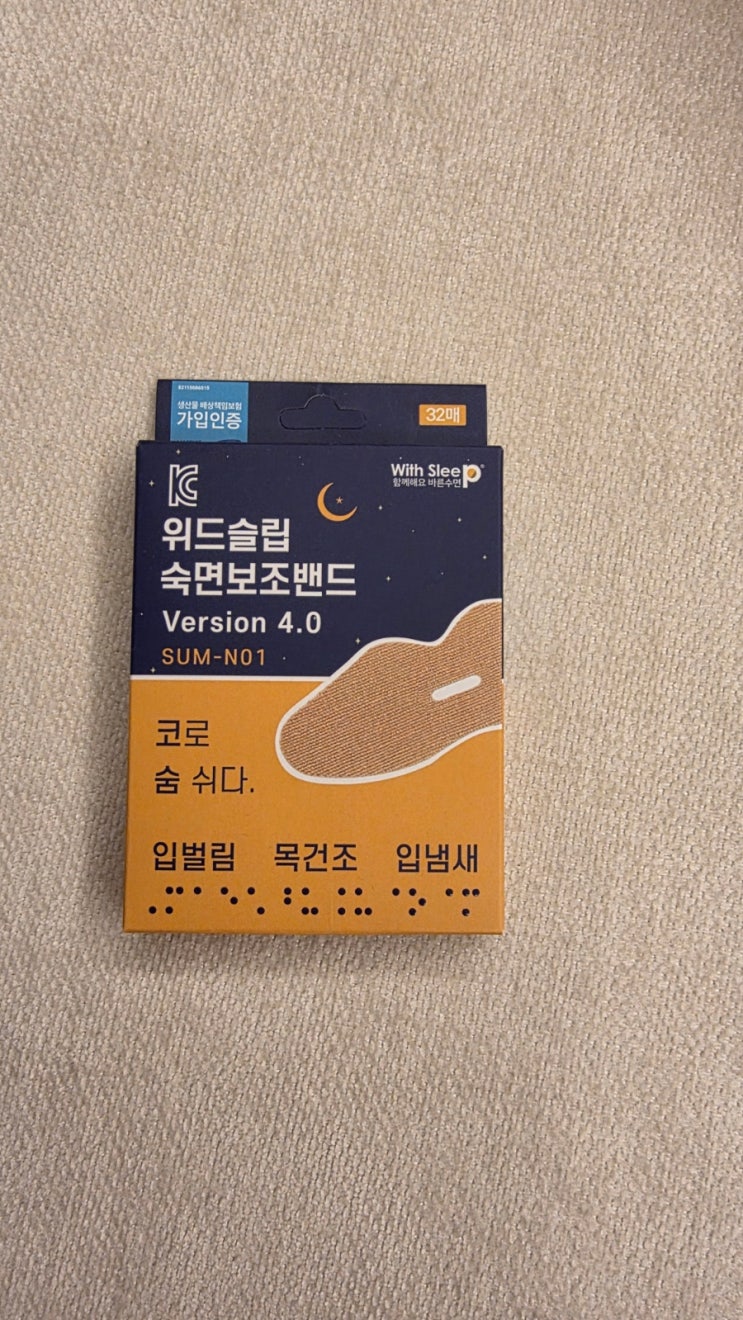 생산물 배상책임보험
가입인증
32매
With Sleep
함께해요 바른수면
위드슬립
숙면보조밴드
Version 4.0
SUM-N01
코로
숨 쉬다.
입벌림 목건조 입냄새